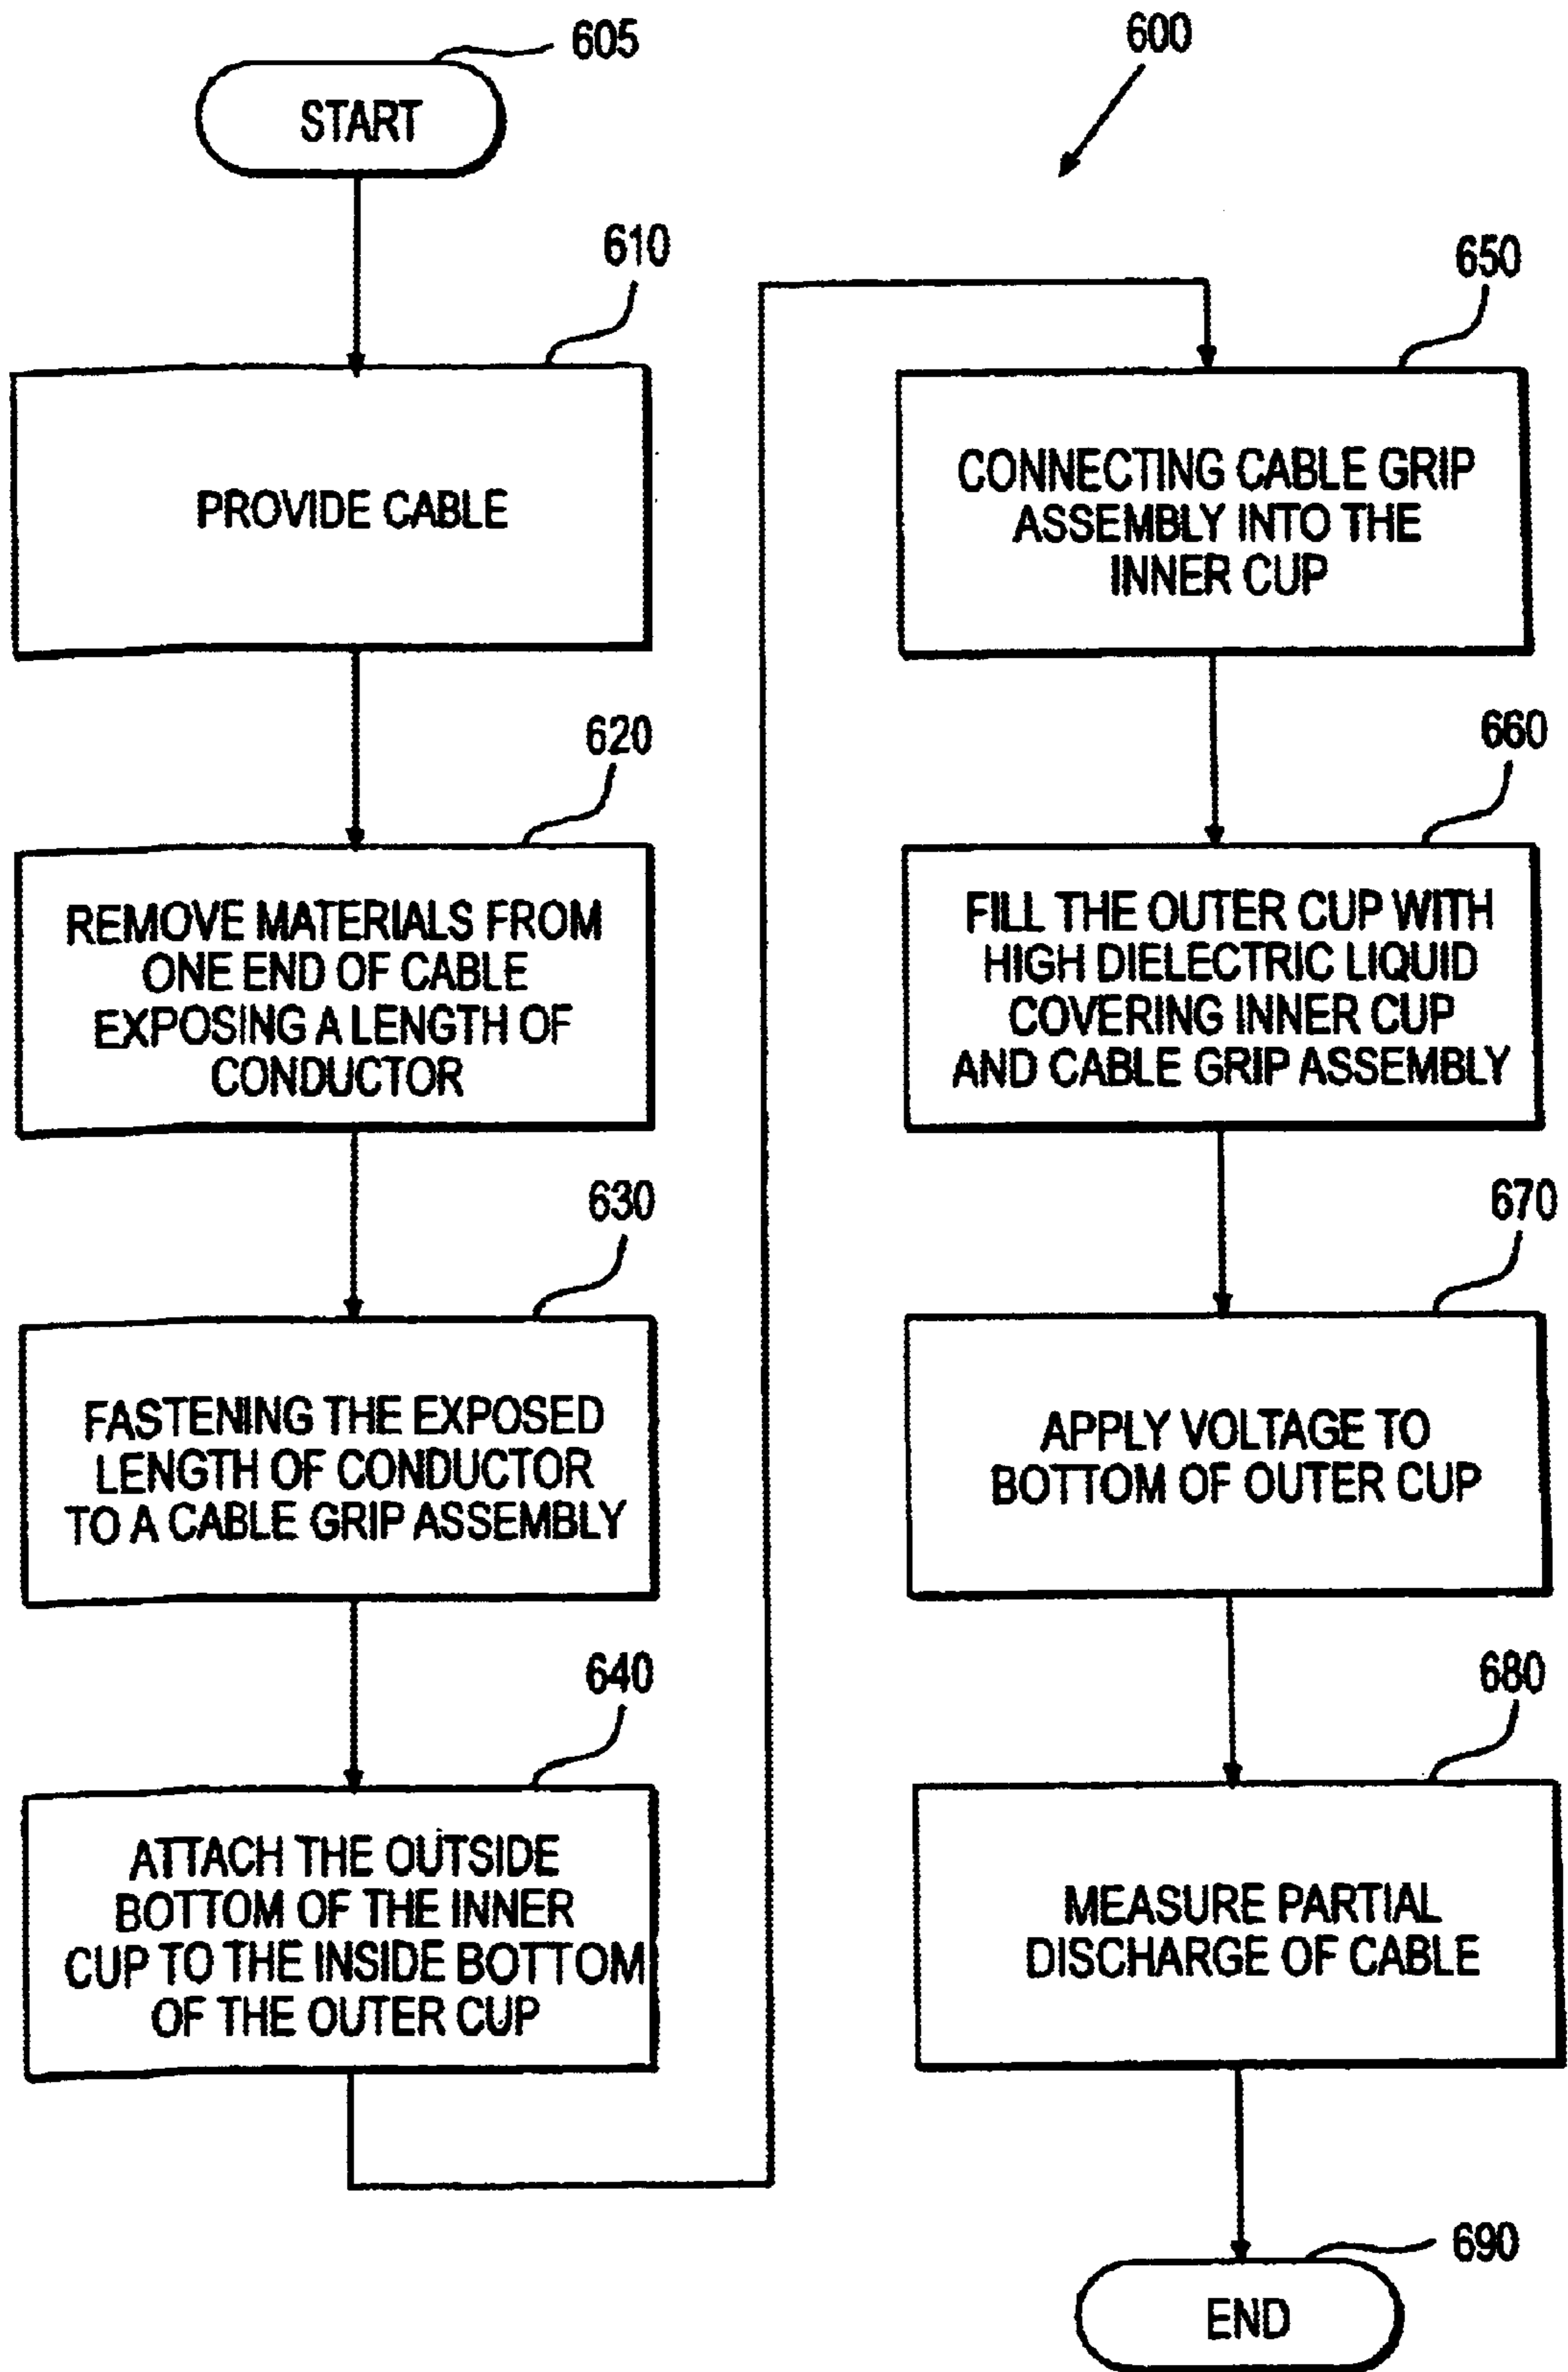 605
START
610
PROVIDE CABLE
620
REMOVE MATERIALS FROM
ONE END OF CABLE
EXPOSING A LENGTH OF
CONDUCTOR
630
FASTENING THE EXPOSED
LENGTH OF CONDUCTOR
TO A CABLE GRIP ASSEMBLY
640
ATTACH THE OUTSIDE
BOTTOM OF THE INNER
CUP TO THE INSIDE BOTTOM
OF THE OUTER CUP
600
650
CONNECTING CABLE GRIP
ASSEMBLY INTO THE
INNER CUP
660
FILL THE OUTER CUP WITH
HIGH DIELECTRIC LIQUID
COVERING INNER CUP
AND CABLE GRIP ASSEMBLY
670
APPLY VOLTAGE TO
BOTTOM OF OUTER CUP
680
MEASURE PARTIAL
DISCHARGE OF CABLE
690
END